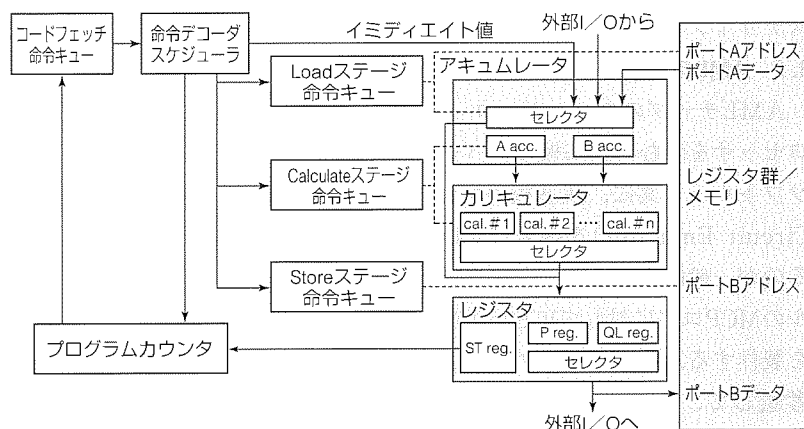 コードフェッチ
命令キュー
命令デコーダ
スケジューラ
イミディエイト値
外部I/Oから
ポートAアドレス
ポートAデータ
Loadステージ
命令キュー
アキュムレータ
セレクタ
A acc.
B acc.
Calculateステージ
命令キュー
カリキュレータ
cal.#1
cal.#2
‥‥
cal.#n
セレクタ
レジスタ群/
メモリ
Storeステージ
命令キュー
ポートBアドレス
レジスタ
ST reg.
P reg.
QL reg.
セレクタ
プログラムカウンタ
ポートBデータ
外部I/Oへ